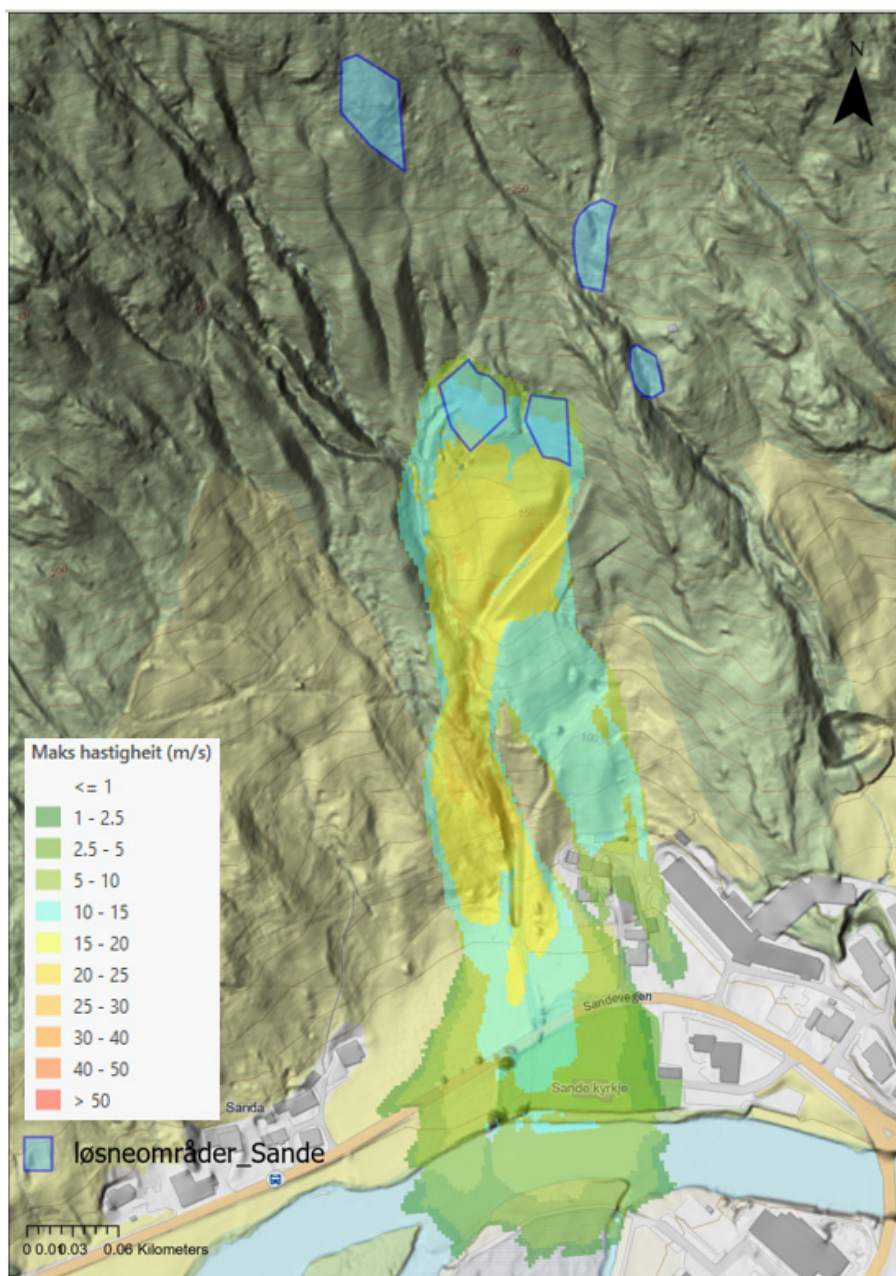 N
300
250
200
150
100
Maks hastigheit (m/s)
<= 1
1 - 2.5
2.5 - 5
5 - 10
10 - 15
15 - 20
20 - 25
25 - 30
30 - 40
40 - 50
> 50
Sandevegen
Sande kyrkje
Sanda
løsneområder_Sande
0 0.010.03 0.06 Kilometers